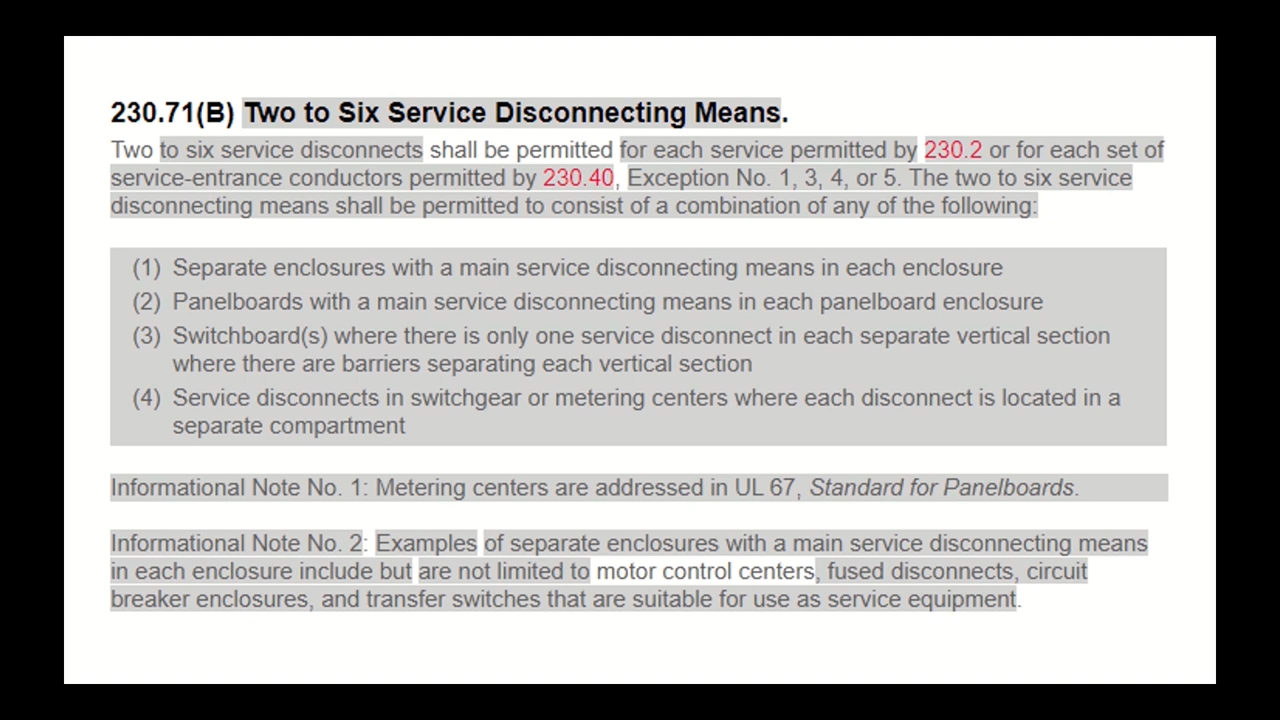 230.71(B) Two to Six Service Disconnecting Means.
Two to six service disconnects shall be permitted for each service permitted by 230.2 or for each set of
service-entrance conductors permitted by 230.40, Exception No. 1, 3, 4, or 5. The two to six service
disconnecting means shall be permitted to consist of a combination of any of the following:
(1) Separate enclosures with a main service disconnecting means in each enclosure
(2) Panelboards with a main service disconnecting means in each panelboard enclosure
(3) Switchboard(s) where there is only one service disconnect in each separate vertical section
where there are barriers separating each vertical section
(4) Service disconnects in switchgear or metering centers where each disconnect is located in a
separate compartment
Informational Note No. 1: Metering centers are addressed in UL 67, Standard for Panelboards.
Informational Note No. 2: Examples of separate enclosures with a main service disconnecting means
in each enclosure include but are not limited to motor control centers, fused disconnects, circuit
breaker enclosures, and transfer switches that are suitable for use as service equipment.